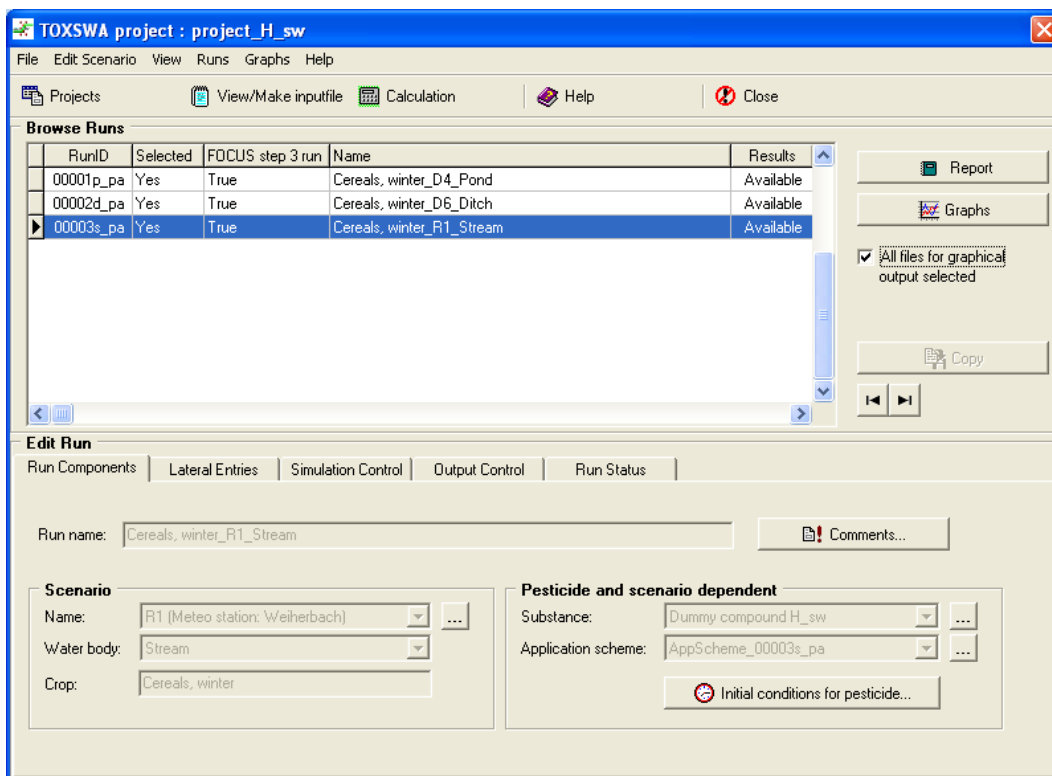 TOXSWA project : project_H_sw
File Edit Scenario View Runs Graphs Help
Projects View/Make inputfile Calculation Help Close
Browse Runs
RunID Selected FOCUS step 3 run Name Results
00001p_pa Yes True Cereals, winter_D4_Pond Available
00002d_pa Yes True Cereals, winter_D6_Ditch Available
00003s_pa Yes True Cereals, winter_R1_Stream Available
Report
Graphs
All files for graphical
output selected
Copy
Edit Run
Run Components Lateral Entries Simulation Control Output Control Run Status
Run name: Cereals, winter_R1_Stream Comments...
Scenario
Name: R1 (Meteo station: Weiherbach) ...
Water body: Stream
Crop: Cereals, winter
Pesticide and scenario dependent
Substance: Dummy compound H_sw ...
Application scheme: AppScheme_00003s_pa ...
Initial conditions for pesticide...